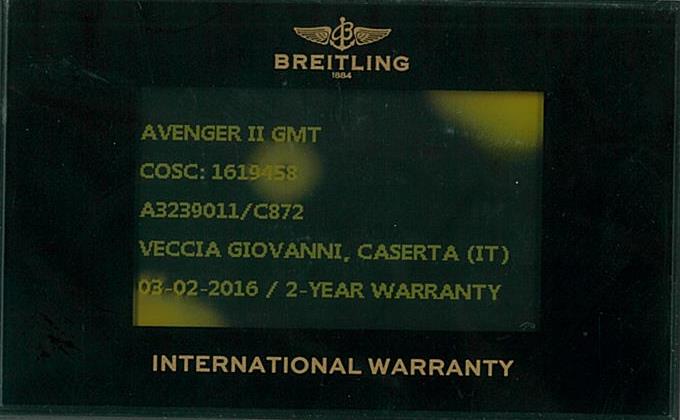 BREITLING
1884
AVENGER II GMT
COSC: 1619458
A3239011/C872
VECCIA GIOVANNI, CASERTA (IT)
03-02-2016 / 2-YEAR WARRANTY
INTERNATIONAL WARRANTY